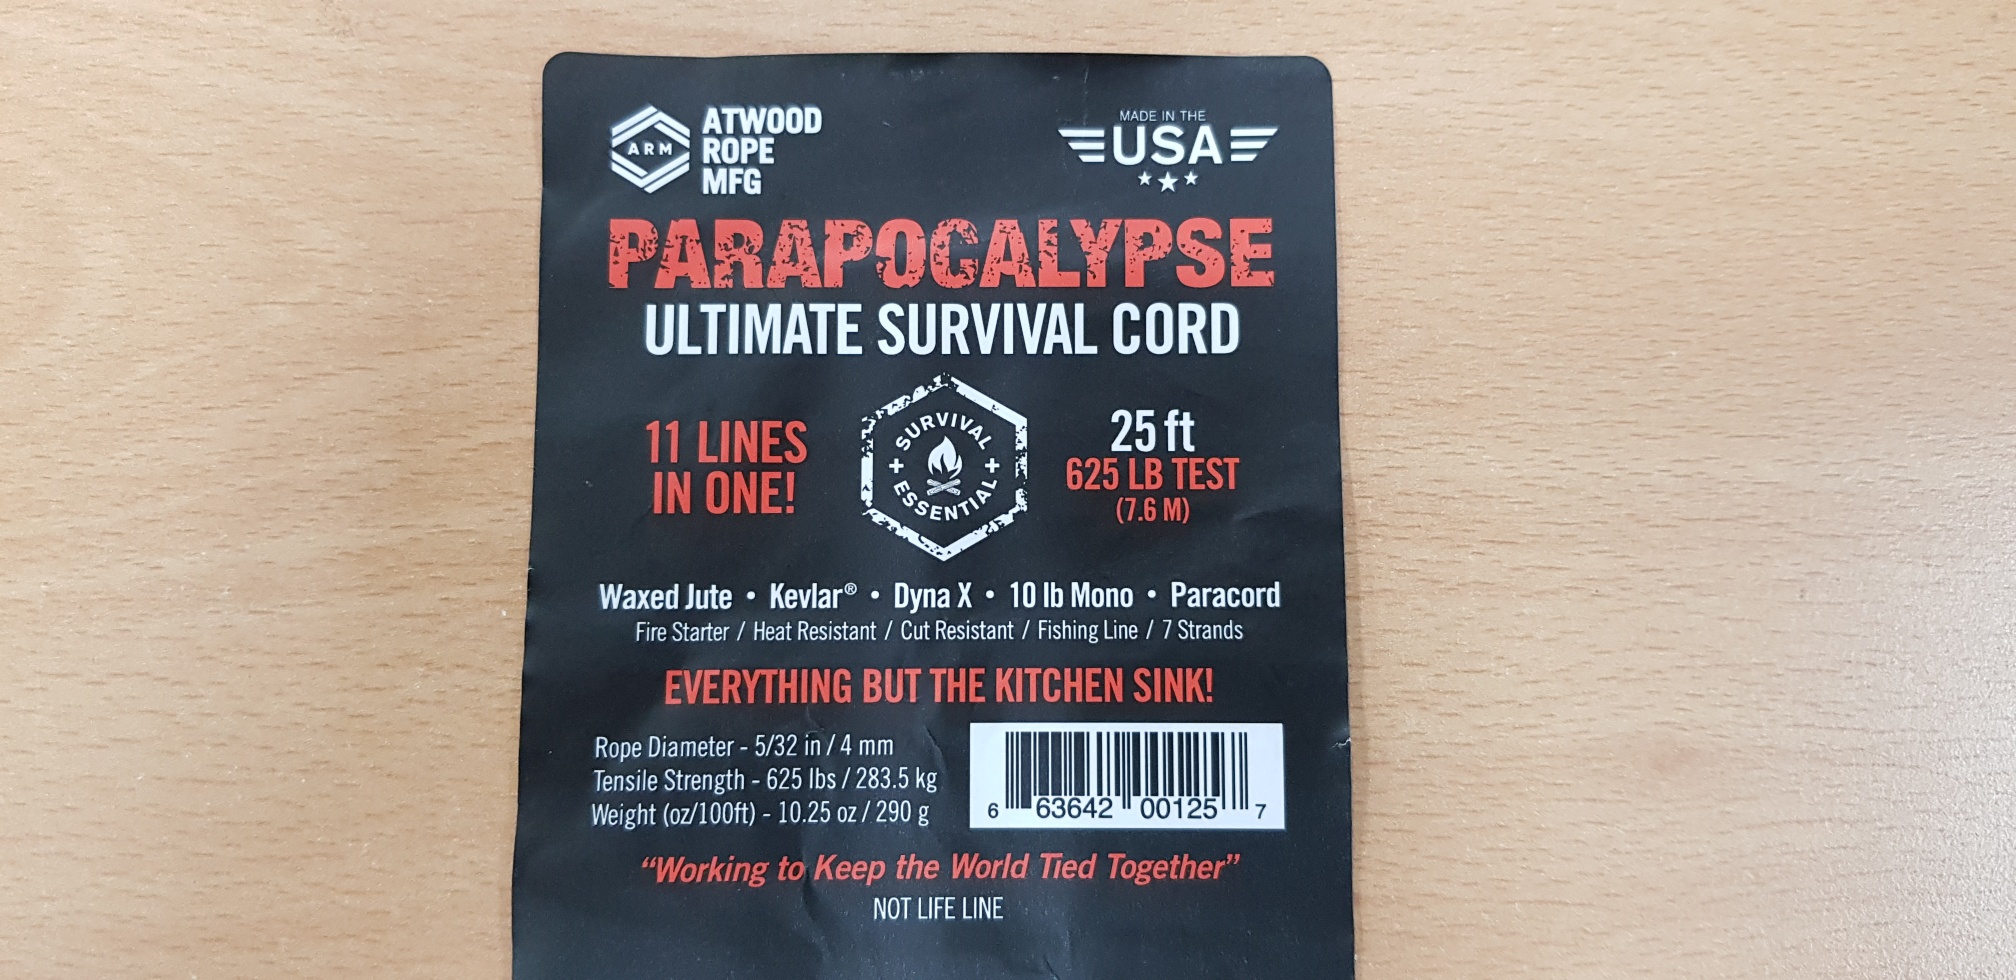 ARM
ATWOOD
ROPE
MFG
MADE IN THE
USA
PARAPOCALYPSE
ULTIMATE SURVIVAL CORD
11 LINES
IN ONE!
SURVIVAL
+ +
ESSENTIAL
25 ft
625 LB TEST
(7.6 M)
Waxed Jute • Kevlar® • Dyna X • 10 lb Mono • Paracord
Fire Starter / Heat Resistant / Cut Resistant / Fishing Line / 7 Strands
EVERYTHING BUT THE KITCHEN SINK!
Rope Diameter - 5/32 in / 4 mm
Tensile Strength - 625 lbs / 283.5 kg
Weight (oz/100ft) - 10.25 oz / 290 g
6 63642 00125 7
“Working to Keep the World Tied Together”
NOT LIFE LINE